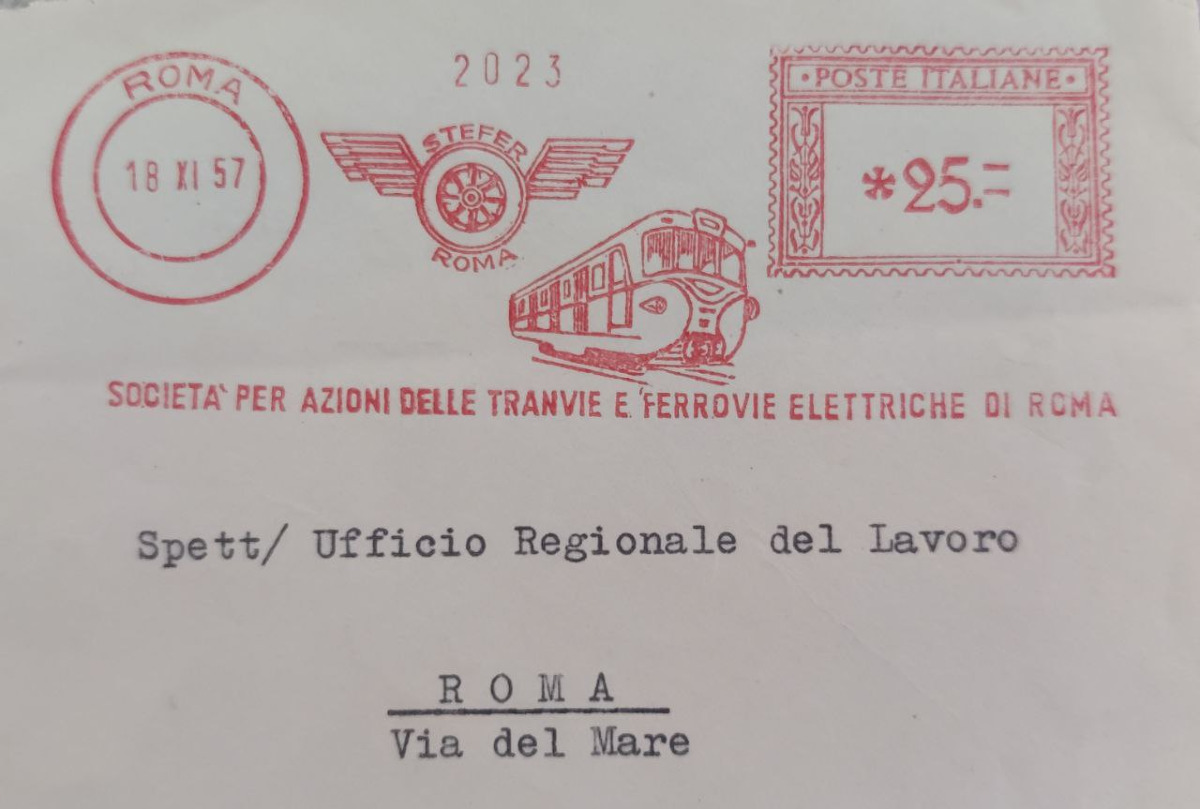 ROMA
18 XI 57
2023
STEFER
ROMA
• POSTE ITALIANE •
*25.=
SOCIETA' PER AZIONI DELLE TRANVIE E FERROVIE ELETTRICHE DI ROMA
Spett/ Ufficio Regionale del Lavoro
R O M A
Via del Mare